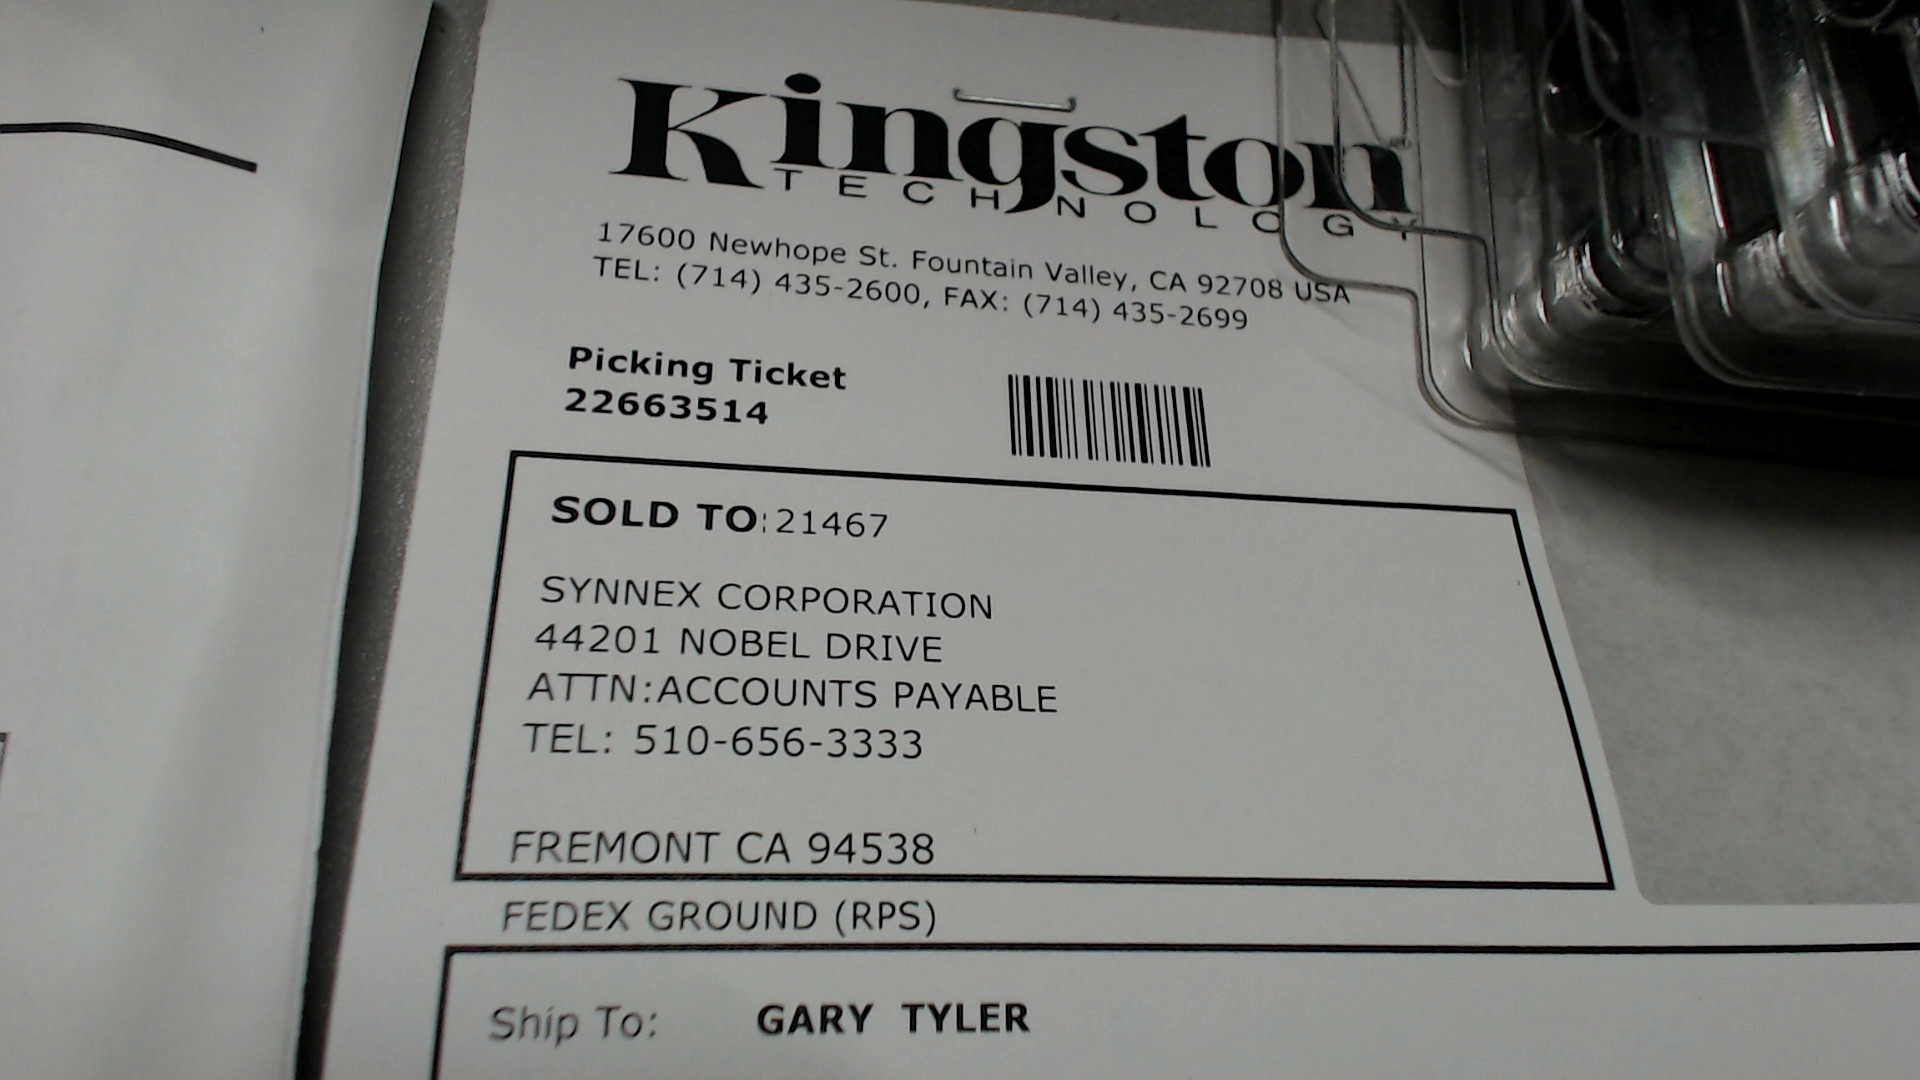 Kingston
TECHNOLOGY
17600 Newhope St. Fountain Valley, CA 92708 USA
TEL: (714) 435-2600, FAX: (714) 435-2699
Picking Ticket
22663514
SOLD TO:21467
SYNNEX CORPORATION
44201 NOBEL DRIVE
ATTN:ACCOUNTS PAYABLE
TEL: 510-656-3333
FREMONT CA 94538
FEDEX GROUND (RPS)
Ship To: GARY TYLER